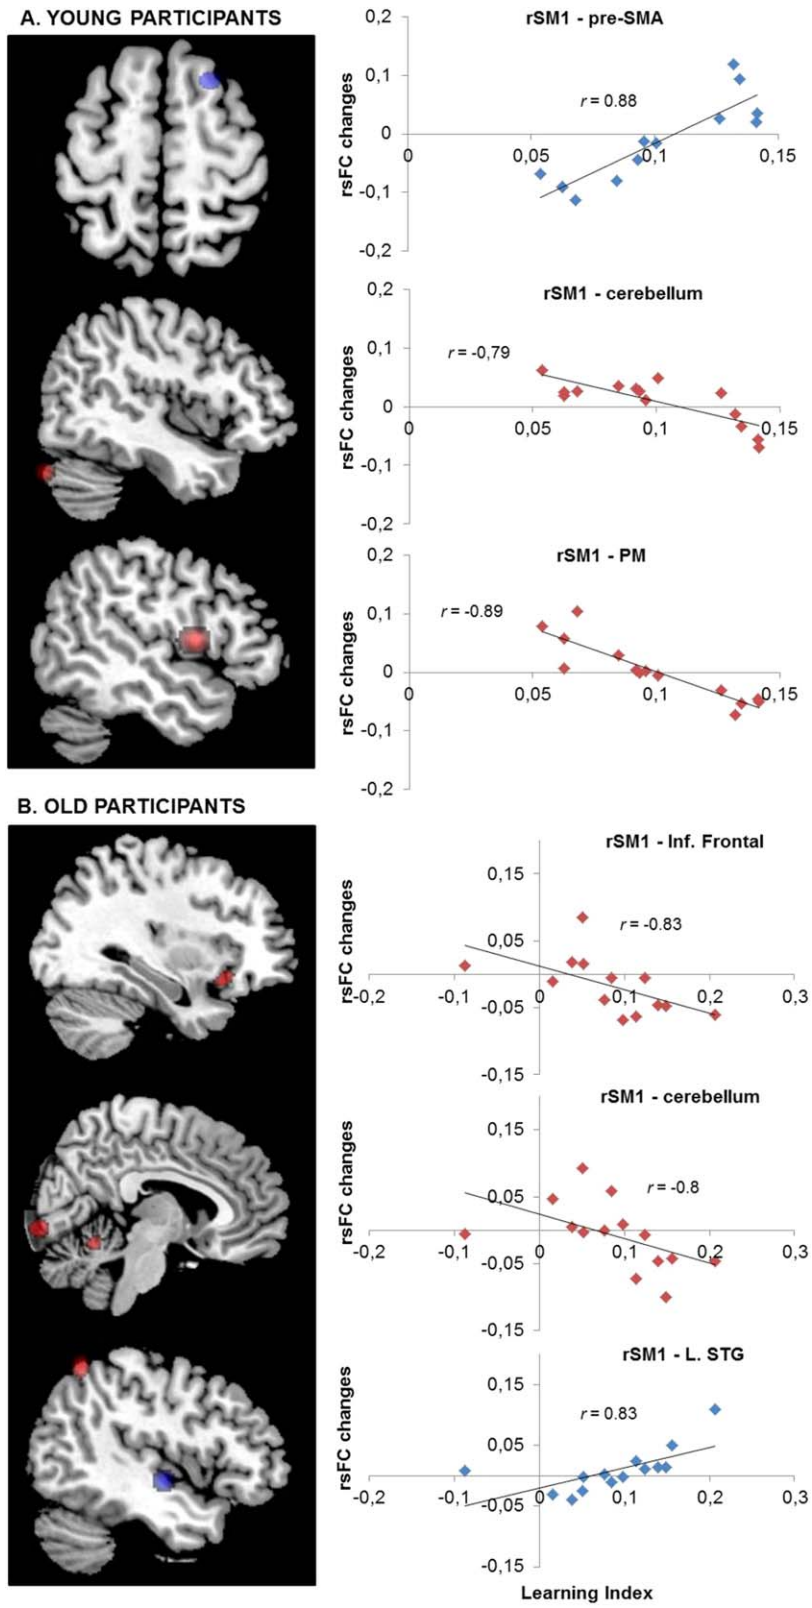 A. YOUNG PARTICIPANTS
rSM1 - pre-SMA
0,2
0,1
0
-0,1
-0,2
r = 0.88
0
0,05
0,1
0,15
rsFC changes
rSM1 - cerebellum
0,2
0,1
0
-0,1
-0,2
r = -0,79
0
0,05
0,1
0,15
rsFC changes
rSM1 - PM
0,2
0,1
0
-0,1
-0,2
r = -0.89
0
0,05
0,1
0,15
rsFC changes
B. OLD PARTICIPANTS
rSM1 - Inf. Frontal
0,15
0,05
-0,05
-0,15
r = -0.83
-0,2
-0,1
0
0,1
0,2
0,3
rsFC changes
rSM1 - cerebellum
0,15
0,05
-0,05
-0,15
r = -0.8
-0,2
-0,1
0
0,1
0,2
0,3
rsFC changes
rSM1 - L. STG
0,15
0,05
-0,05
-0,15
r = 0.83
-0,2
-0,1
0
0,1
0,2
0,3
rsFC changes
Learning Index